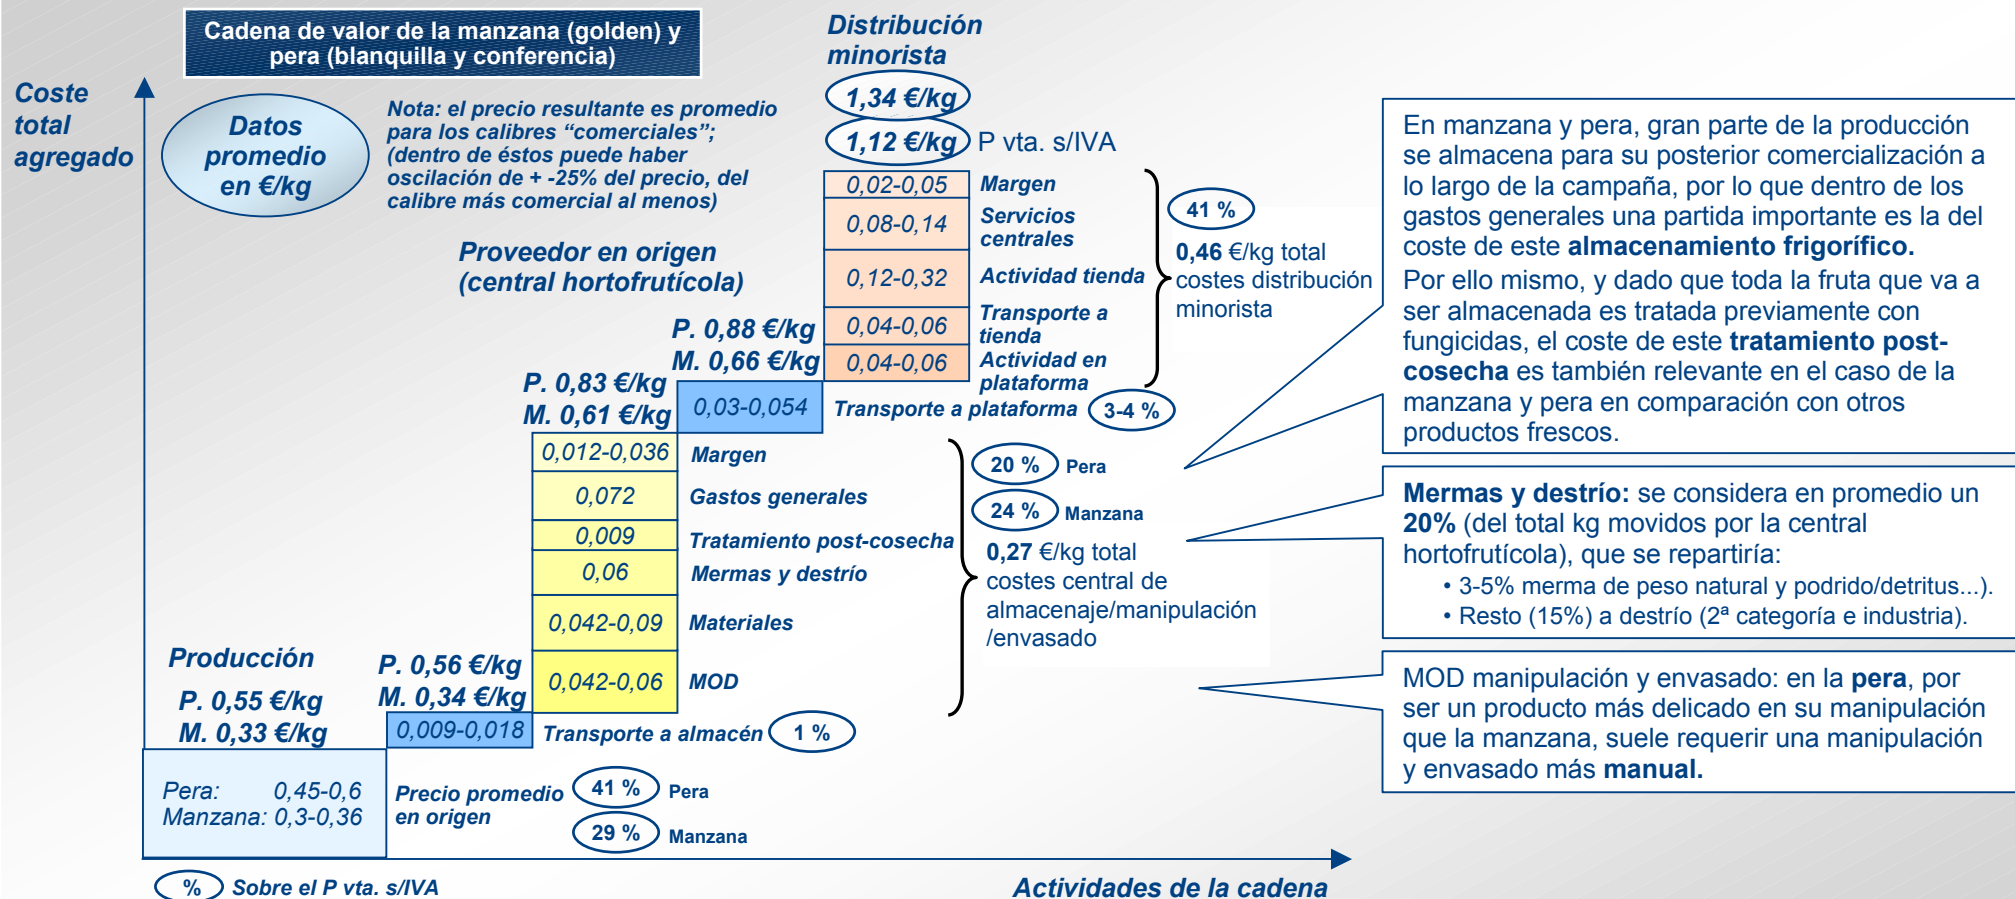 Cadena de valor de la manzana (golden) y
pera (blanquilla y conferencia)
Coste
total
agregado
Datos
promedio
en €/kg
Nota: el precio resultante es promedio
para los calibres “comerciales”;
(dentro de éstos puede haber
oscilación de + -25% del precio, del
calibre más comercial al menos)
Distribución
minorista
1,34 €/kg
1,12 €/kg P vta. s/IVA
0,02-0,05 Margen
0,08-0,14 Servicios
centrales
0,12-0,32 Actividad tienda
0,04-0,06 Transporte a
tienda
0,04-0,06 Actividad en
plataforma
41 %
0,46 €/kg total
costes distribución
minorista
Proveedor en origen
(central hortofrutícola)
P. 0,88 €/kg
M. 0,66 €/kg
0,03-0,054 Transporte a plataforma 3-4 %
P. 0,83 €/kg
M. 0,61 €/kg
0,012-0,036 Margen
0,072 Gastos generales
0,009 Tratamiento post-cosecha
0,06 Mermas y destrío
0,042-0,09 Materiales
0,042-0,06 MOD
20 % Pera
24 % Manzana
0,27 €/kg total
costes central de
almacenaje/manipulación
/envasado
P. 0,56 €/kg
M. 0,34 €/kg
0,009-0,018 Transporte a almacén 1 %
Producción
P. 0,55 €/kg
M. 0,33 €/kg
Pera: 0,45-0,6
Manzana: 0,3-0,36
Precio promedio
en origen
41 % Pera
29 % Manzana
% Sobre el P vta. s/IVA
Actividades de la cadena
En manzana y pera, gran parte de la producción
se almacena para su posterior comercialización a
lo largo de la campaña, por lo que dentro de los
gastos generales una partida importante es la del
coste de este almacenamiento frigorífico.
Por ello mismo, y dado que toda la fruta que va a
ser almacenada es tratada previamente con
fungicidas, el coste de este tratamiento post-
cosecha es también relevante en el caso de la
manzana y pera en comparación con otros
productos frescos.
Mermas y destrío: se considera en promedio un
20% (del total kg movidos por la central
hortofrutícola), que se repartiría:
• 3-5% merma de peso natural y podrido/detritus...).
• Resto (15%) a destrío (2ª categoría e industria).
MOD manipulación y envasado: en la pera, por
ser un producto más delicado en su manipulación
que la manzana, suele requerir una manipulación
y envasado más manual.